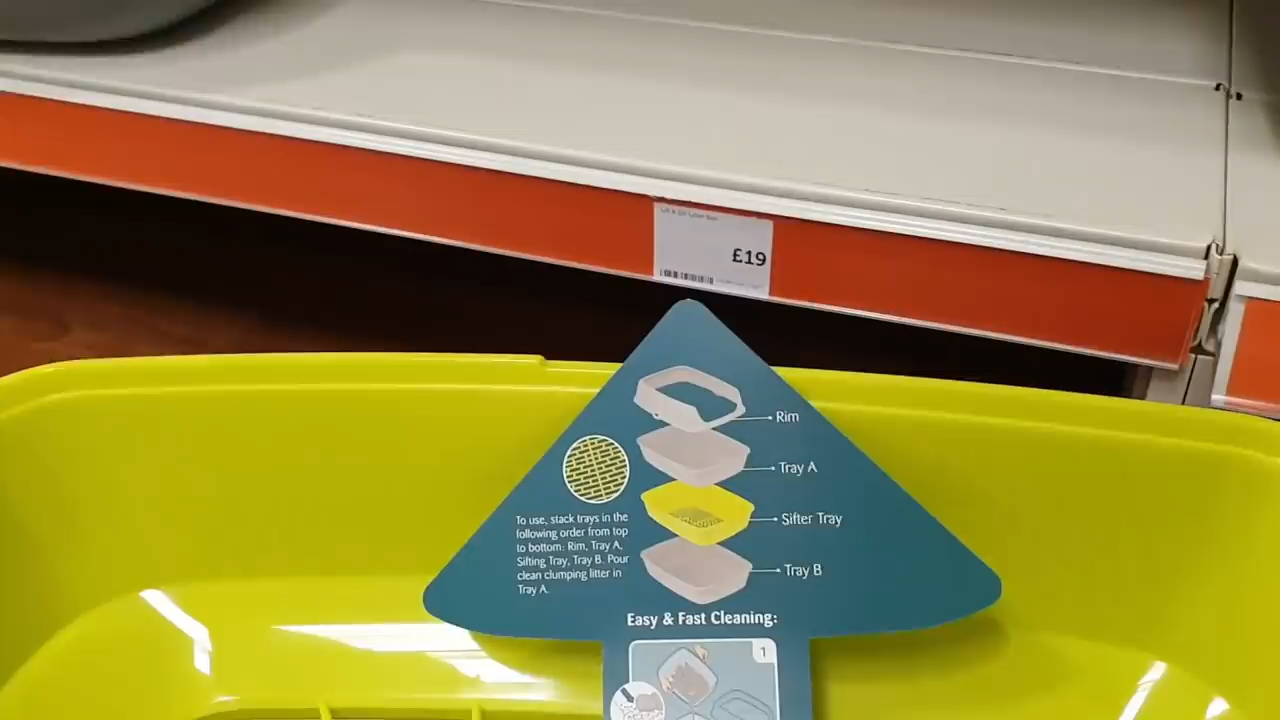 £19
Rim
Tray A
Sifter Tray
Tray B
To use, stack trays in the
following order from top
to bottom: Rim, Tray A,
Sifting Tray, Tray B. Pour
clean clumping litter in
Tray A.
Easy & Fast Cleaning:
1